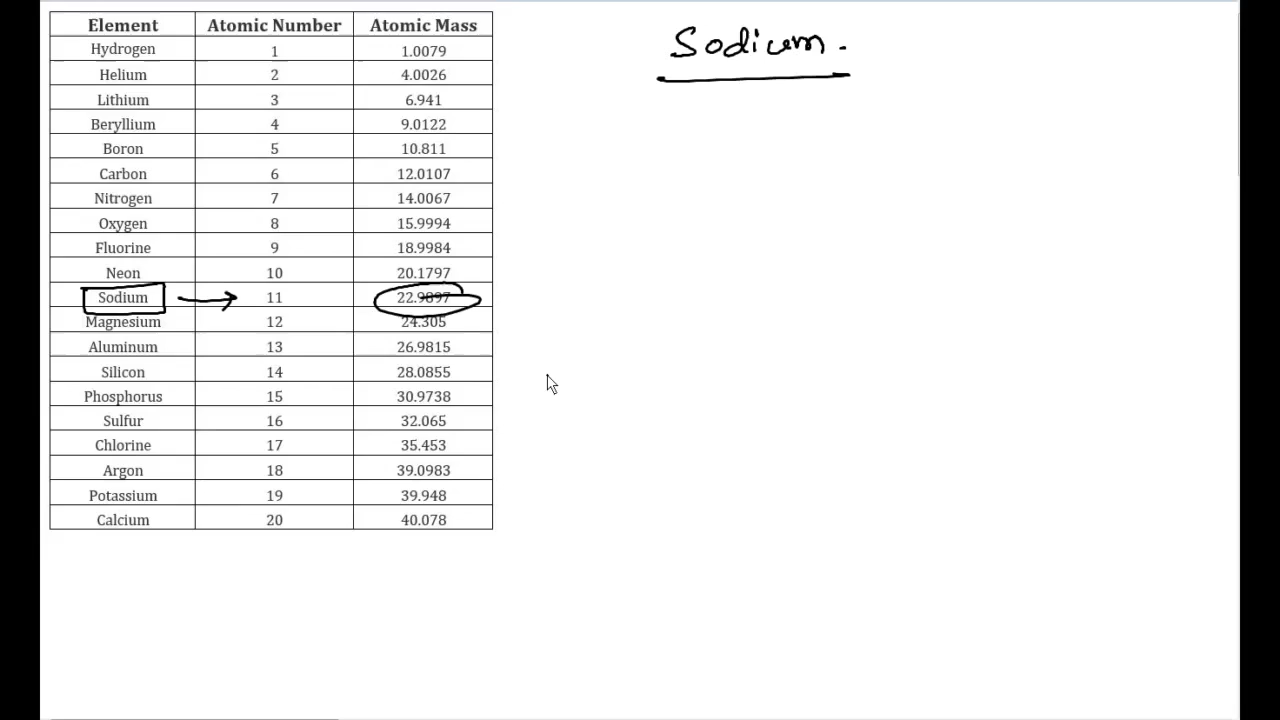 Element Atomic Number Atomic Mass
Hydrogen 1 1.0079
Helium 2 4.0026
Lithium 3 6.941
Beryllium 4 9.0122
Boron 5 10.811
Carbon 6 12.0107
Nitrogen 7 14.0067
Oxygen 8 15.9994
Fluorine 9 18.9984
Neon 10 20.1797
Sodium 11 22.9897
Magnesium 12 24.305
Aluminum 13 26.9815
Silicon 14 28.0855
Phosphorus 15 30.9738
Sulfur 16 32.065
Chlorine 17 35.453
Argon 18 39.0983
Potassium 19 39.948
Calcium 20 40.078
Sodium.